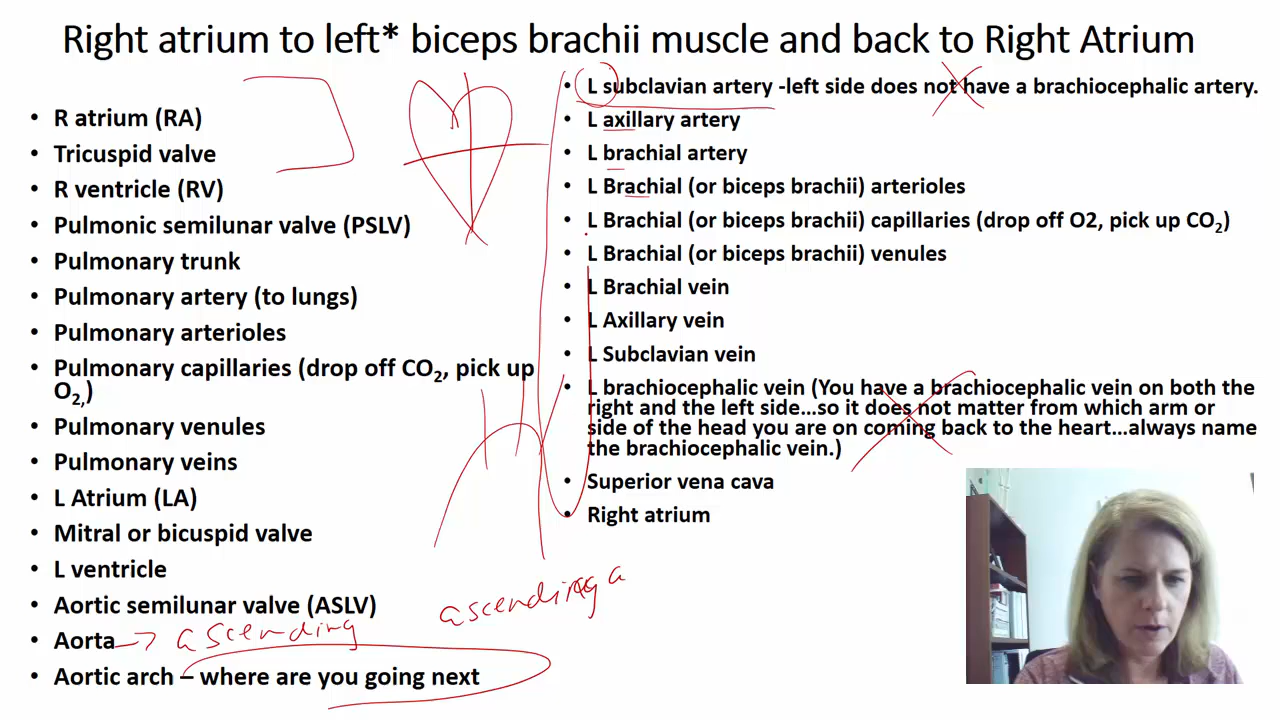 Right atrium to left* biceps brachii muscle and back to Right Atrium
• R atrium (RA)
• Tricuspid valve
• R ventricle (RV)
• Pulmonic semilunar valve (PSLV)
• Pulmonary trunk
• Pulmonary artery (to lungs)
• Pulmonary arterioles
• Pulmonary capillaries (drop off CO2, pick up
O2,)
• Pulmonary venules
• Pulmonary veins
• L Atrium (LA)
• Mitral or bicuspid valve
• L ventricle
• Aortic semilunar valve (ASLV)
• Aorta → ascending
• Aortic arch – where are you going next
• L subclavian artery -left side does not have a brachiocephalic artery.
• L axillary artery
• L brachial artery
• L Brachial (or biceps brachii) arterioles
• L Brachial (or biceps brachii) capillaries (drop off O2, pick up CO2)
• L Brachial (or biceps brachii) venules
• L Brachial vein
• L Axillary vein
• L Subclavian vein
• L brachiocephalic vein (You have a brachiocephalic vein on both the
right and the left side...so it does not matter from which arm or
side of the head you are on coming back to the heart...always name
the brachiocephalic vein.)
• Superior vena cava
• Right atrium
ascending a